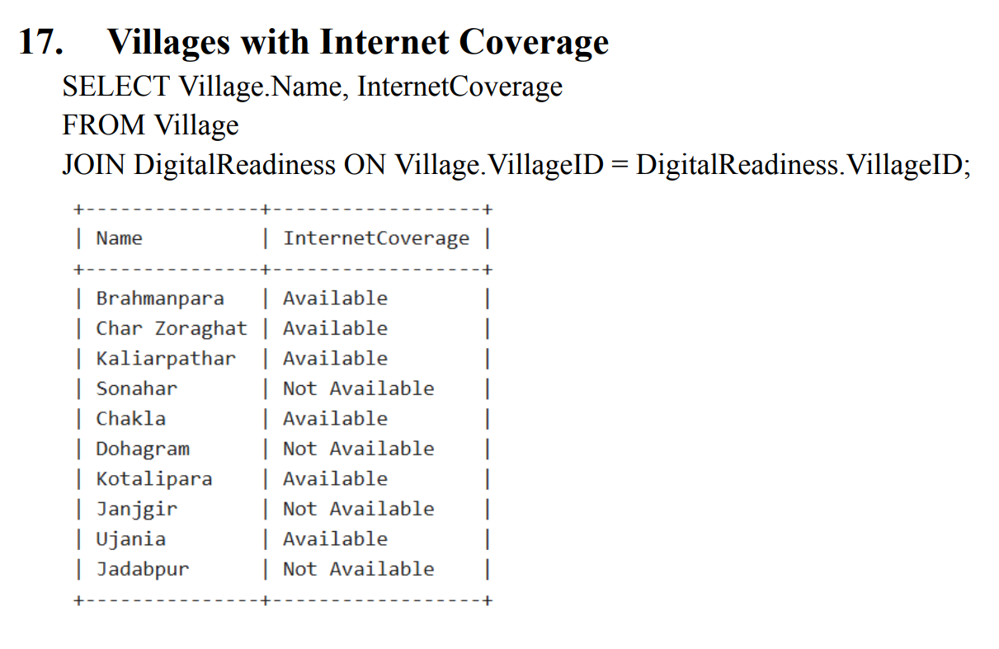 17. Villages with Internet Coverage
SELECT Village.Name, InternetCoverage
FROM Village
JOIN DigitalReadiness ON Village.VillageID = DigitalReadiness.VillageID;
+---------------+------------------+
| Name          | InternetCoverage |
+---------------+------------------+
| Brahmanpara   | Available        |
| Char Zoraghat | Available        |
| Kaliarpathar  | Available        |
| Sonahar       | Not Available    |
| Chakla        | Available        |
| Dohagram      | Not Available    |
| Kotalipara    | Available        |
| Janjgir       | Not Available    |
| Ujania        | Available        |
| Jadabpur      | Not Available    |
+---------------+------------------+